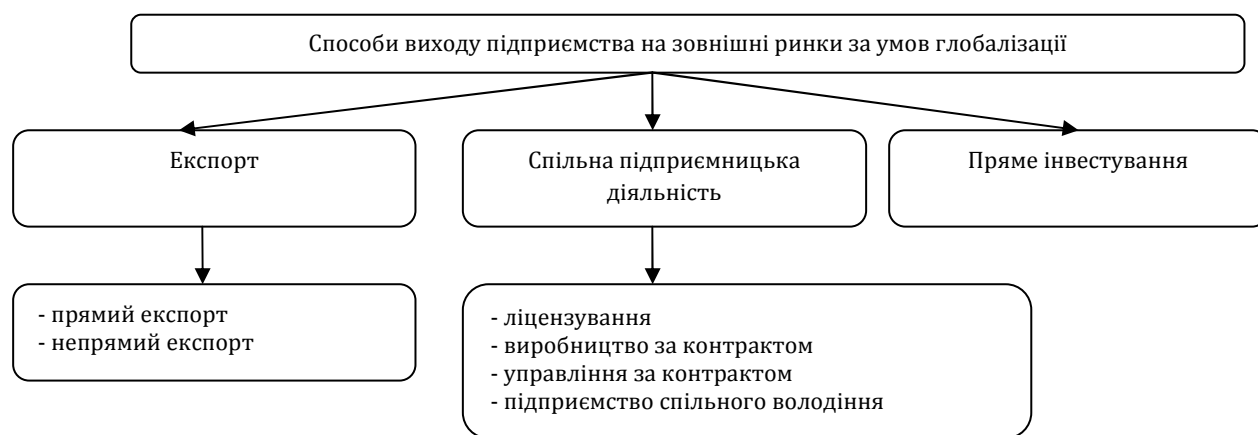 Способи виходу підприємства на зовнішні ринки за умов глобалізації
Експорт
Спільна підприємницька
діяльність
Пряме інвестування
- прямий експорт
- непрямий експорт
- ліцензування
- виробництво за контрактом
- управління за контрактом
- підприємство спільного володіння